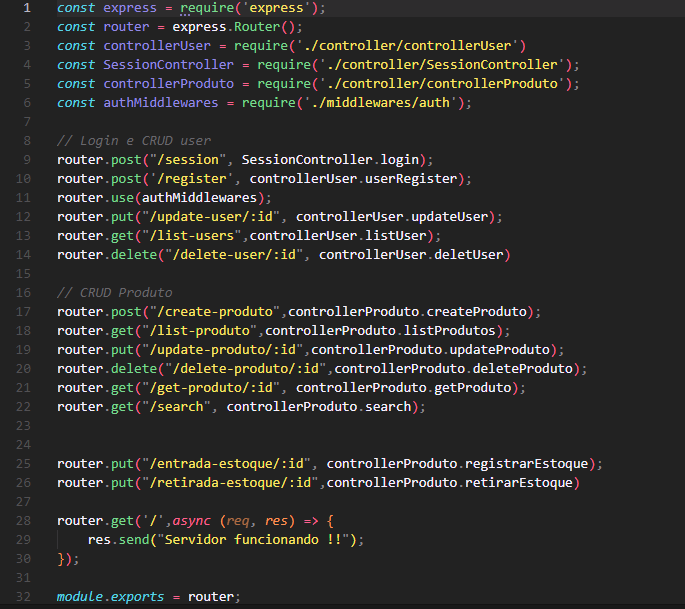 1 const express = require('express');
2 const router = express.Router();
3 const controllerUser = require('./controller/controllerUser')
4 const SessionController = require('./controller/SessionController');
5 const controllerProduto = require('./controller/controllerProduto');
6 const authMiddlewares = require('./middlewares/auth');
7
8 // Login e CRUD user
9 router.post("/session", SessionController.login);
10 router.post('/register', controllerUser.userRegister);
11 router.use(authMiddlewares);
12 router.put("/update-user/:id", controllerUser.updateUser);
13 router.get("/list-users",controllerUser.listUser);
14 router.delete("/delete-user/:id", controllerUser.deletUser)
15
16 // CRUD Produto
17 router.post("/create-produto",controllerProduto.createProduto);
18 router.get("/list-produto",controllerProduto.listProdutos);
19 router.put("/update-produto/:id",controllerProduto.updateProduto);
20 router.delete("/delete-produto/:id",controllerProduto.deleteProduto);
21 router.get("/get-produto/:id", controllerProduto.getProduto);
22 router.get("/search", controllerProduto.search);
23
24
25 router.put("/entrada-estoque/:id", controllerProduto.registrarEstoque);
26 router.put("/retirada-estoque/:id",controllerProduto.retirarEstoque)
27
28 router.get('/',async (req, res) => {
29 res.send("Servidor funcionando !!");
30 });
31
32 module.exports = router;